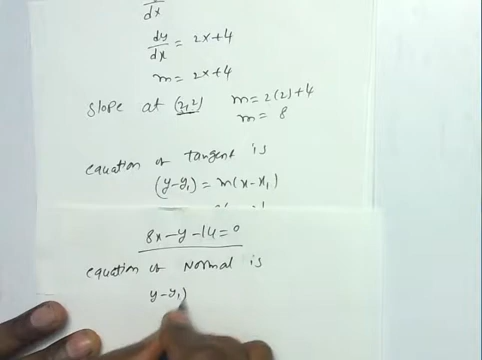 dx
dy/dx = 2x+4
m = 2x+4
Slope at (2,2) m = 2(2)+4
m = 8
equation of tangent is
(y-y₁) = m(x-x₁)
8x-y-14=0
equation of Normal is
y-y₁)